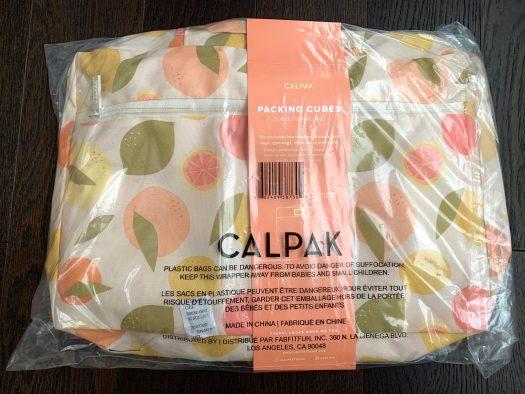 CALPAK
PACKING CUBES
CALPAK
PLASTIC BAGS CAN BE DANGEROUS. TO AVOID DANGER OF SUFFOCATION
KEEP THIS WRAPPER AWAY FROM BABIES AND SMALL CHILDREN.
LES SACS EN PLASTIQUE PEUVENT ÊTRE DANGEREUX. POUR ÉVITER TOUT
RISQUE D'ÉTOUFFEMENT, GARDER CET EMBALLAGE HORS DE LA PORTÉE
DES BÉBÉS ET DES PETITS ENFANTS.
MADE IN CHINA | FABRIQUÉ EN CHINE
DISTRIBUTED BY | DISTRIBUÉ PAR FABFITFUN, INC. 360 N. LA CIENEGA BLVD.
LOS ANGELES, CA 90048